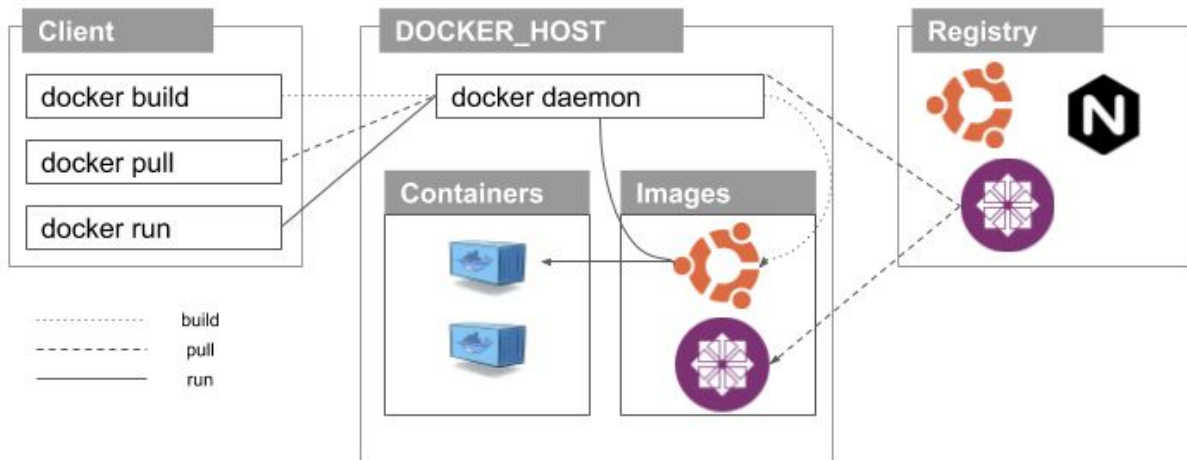 Client
docker build
docker pull
docker run
build
pull
run
DOCKER_HOST
docker daemon
Containers
Images
Registry
N